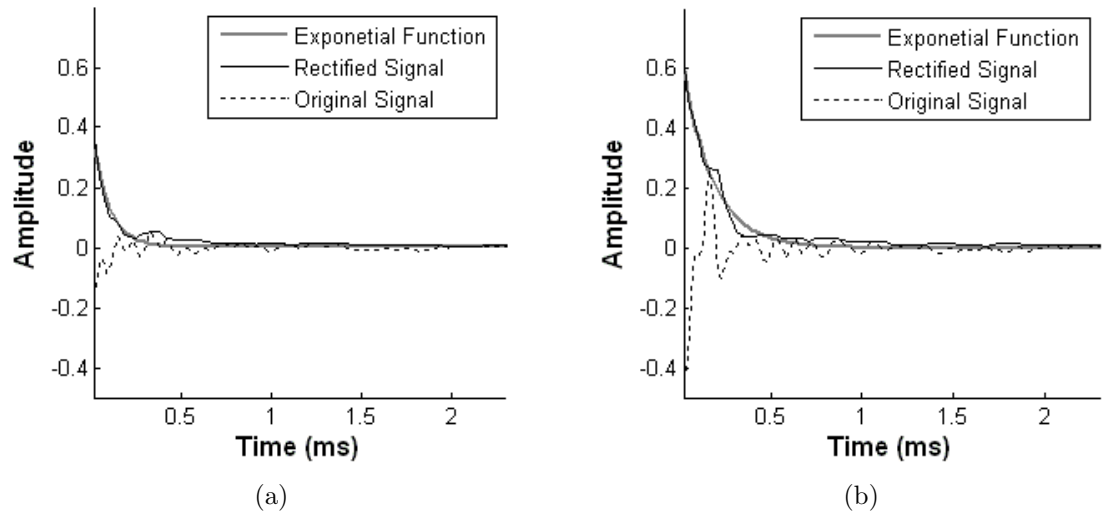 Exponetial Function
Rectified Signal
Original Signal
0.6
0.4
0.2
0
-0.2
-0.4
Amplitude
0.5
1
1.5
2
Time (ms)
(a)
Exponetial Function
Rectified Signal
Original Signal
0.6
0.4
0.2
0
-0.2
-0.4
Amplitude
0.5
1
1.5
2
Time (ms)
(b)